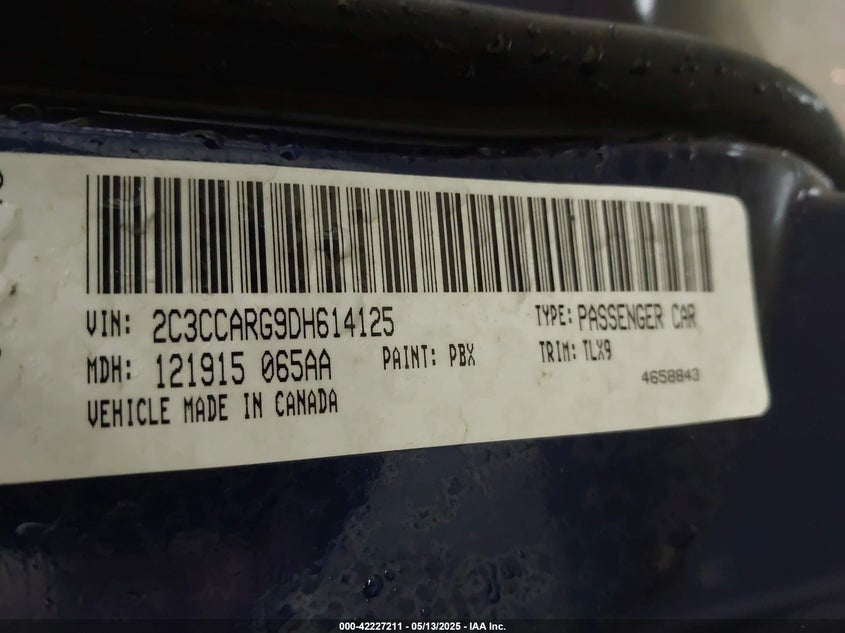 VIN: 2C3CCARG9DH614125 TYPE: PASSENGER CAR
MDH: 121915 065AA PAINT: PBX TRIM: TLX9
4658843
VEHICLE MADE IN CANADA
000-42227211 - 05/13/2025 - IAA Inc.